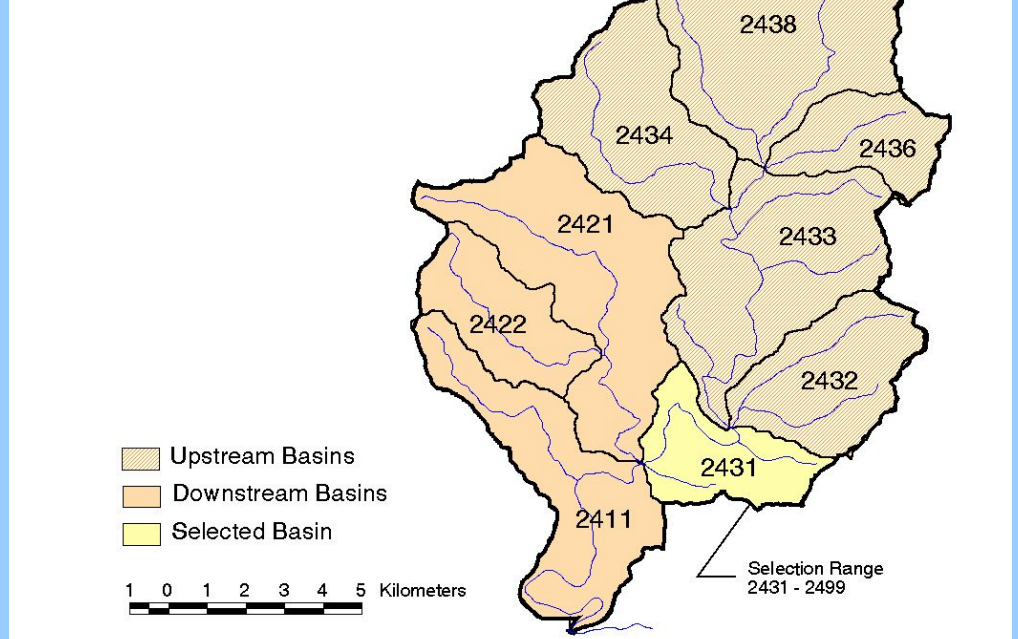 2438
2434
2436
2421
2433
2422
2432
2431
2411
Upstream Basins
Downstream Basins
Selected Basin
1 0 1 2 3 4 5 Kilometers
Selection Range
2431 - 2499